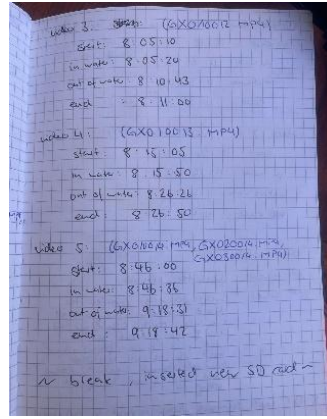 video 3: start: (GX010012.MP4)
start: 8:05:10
in water: 8:05:20
out of water: 8:10:43
end : 8:11:00
video 4: (GX010013.MP4)
start: 8:15:05
in water: 8:15:50
out of water: 8:26:26
end: 8:26:50
video 5: (GX010014.MP4, GX020014.MP4,
GX030014.MP4)
start: 8:46:00
in water: 8:46:36
out of water: 9:18:31
end: 9:18:42
~ break, inserted new SD card ~